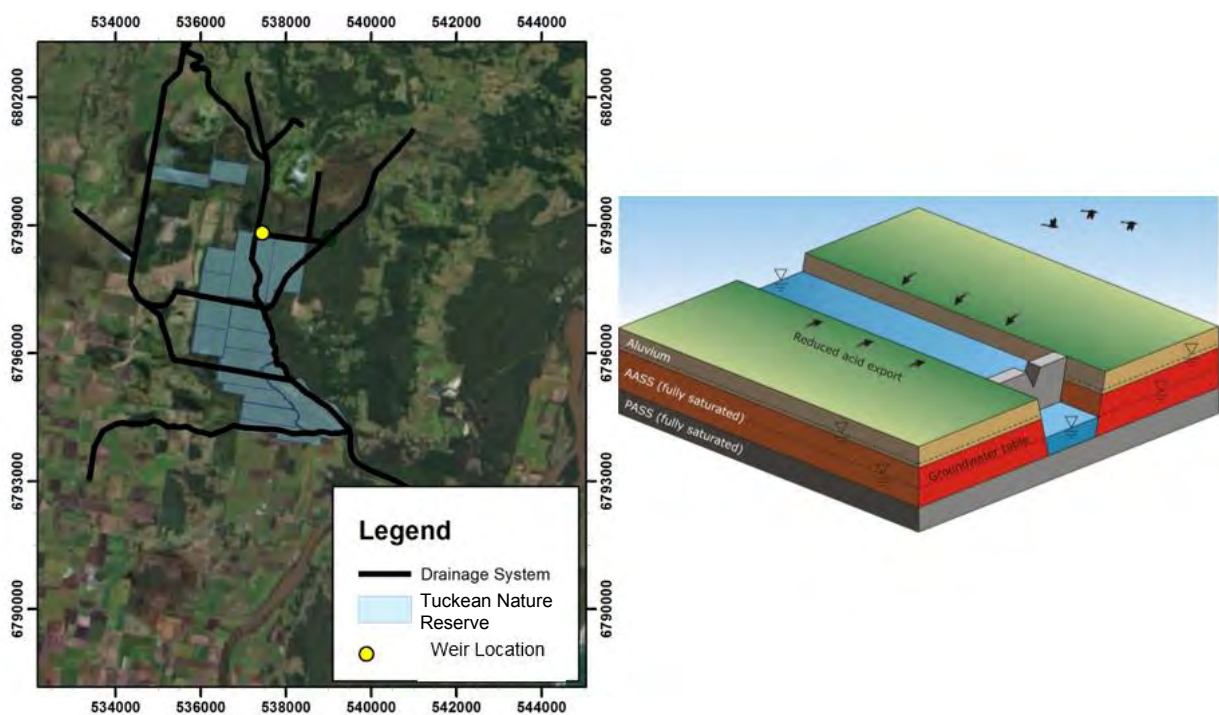 534000 536000 538000 540000 542000 544000
6802000
6802000
6799000
6799000
6796000
6796000
6793000
6793000
6790000
6790000
Legend
Drainage System
Tuckean Nature
Reserve
Weir Location
534000 536000 538000 540000 542000 544000
Reduced acid export
Aluvium
AASS (fully saturated)
PASS (fully saturated)
Groundwater table